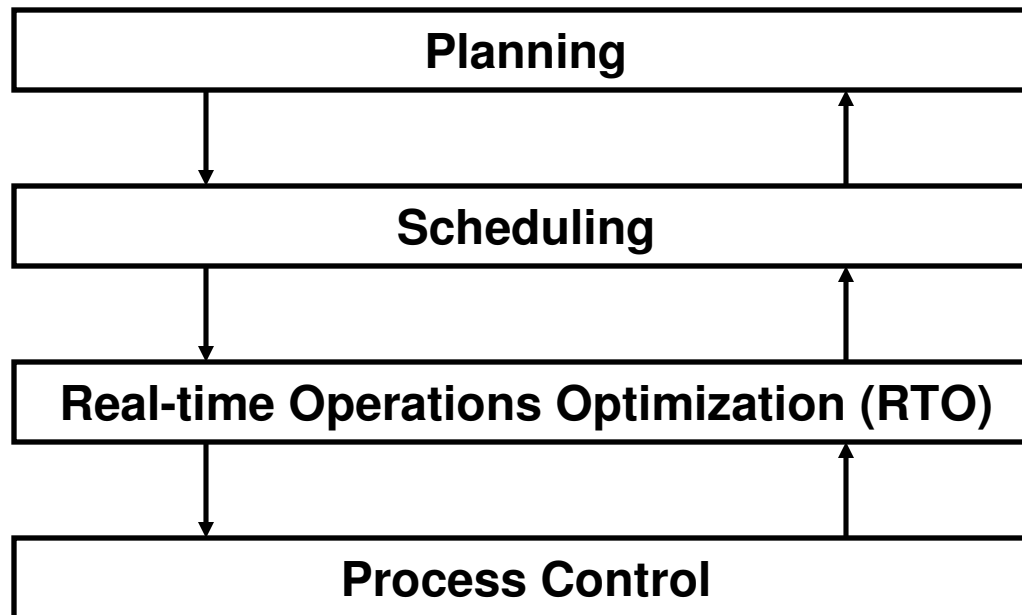 Planning
Scheduling
Real-time Operations Optimization (RTO)
Process Control